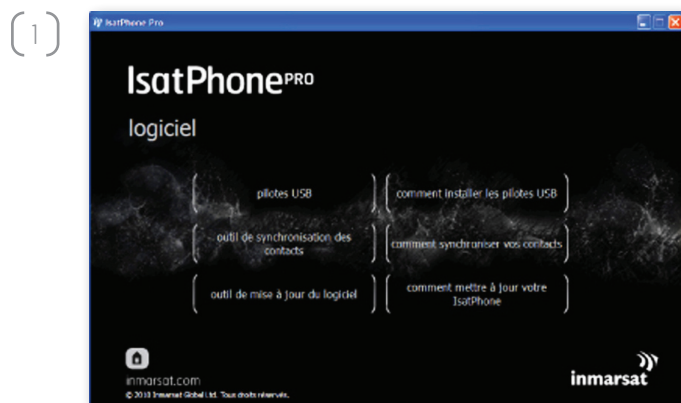 (1)
IsatPhone Pro
IsatPhone PRO
logiciel
pilotes USB
comment installer les pilotes USB
outil de synchronisation des
contacts
comment synchroniser vos contacts
outil de mise à jour du logiciel
comment mettre à jour votre
IsatPhone
inmarsat.com
inmarsat
© 2010 Inmarsat Global Ltd. Tous droits réservés.